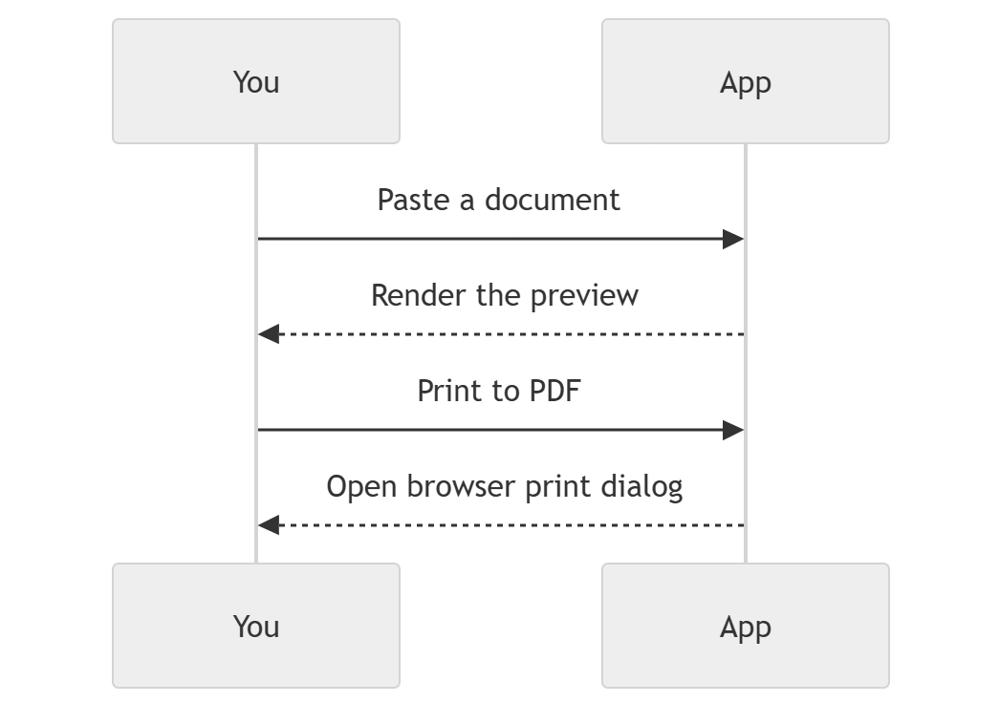 You
App
Paste a document
Render the preview
Print to PDF
Open browser print dialog
You
App